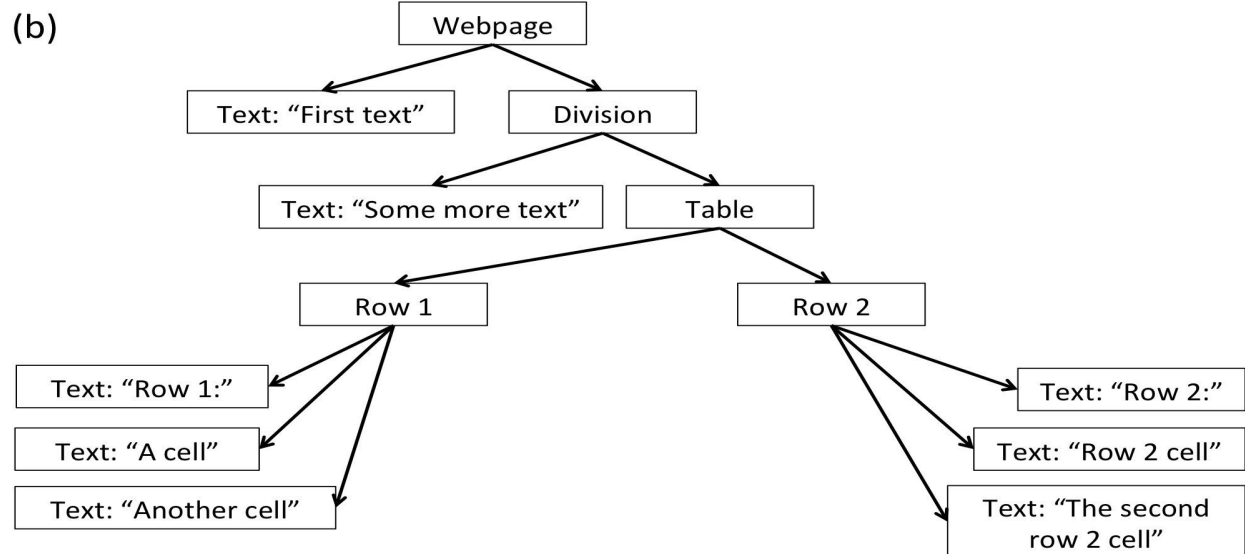 (b)
Webpage
Text: “First text”
Division
Text: “Some more text”
Table
Row 1
Row 2
Text: “Row 1:”
Text: “Row 2:”
Text: “A cell”
Text: “Row 2 cell”
Text: “Another cell”
Text: “The second
row 2 cell”